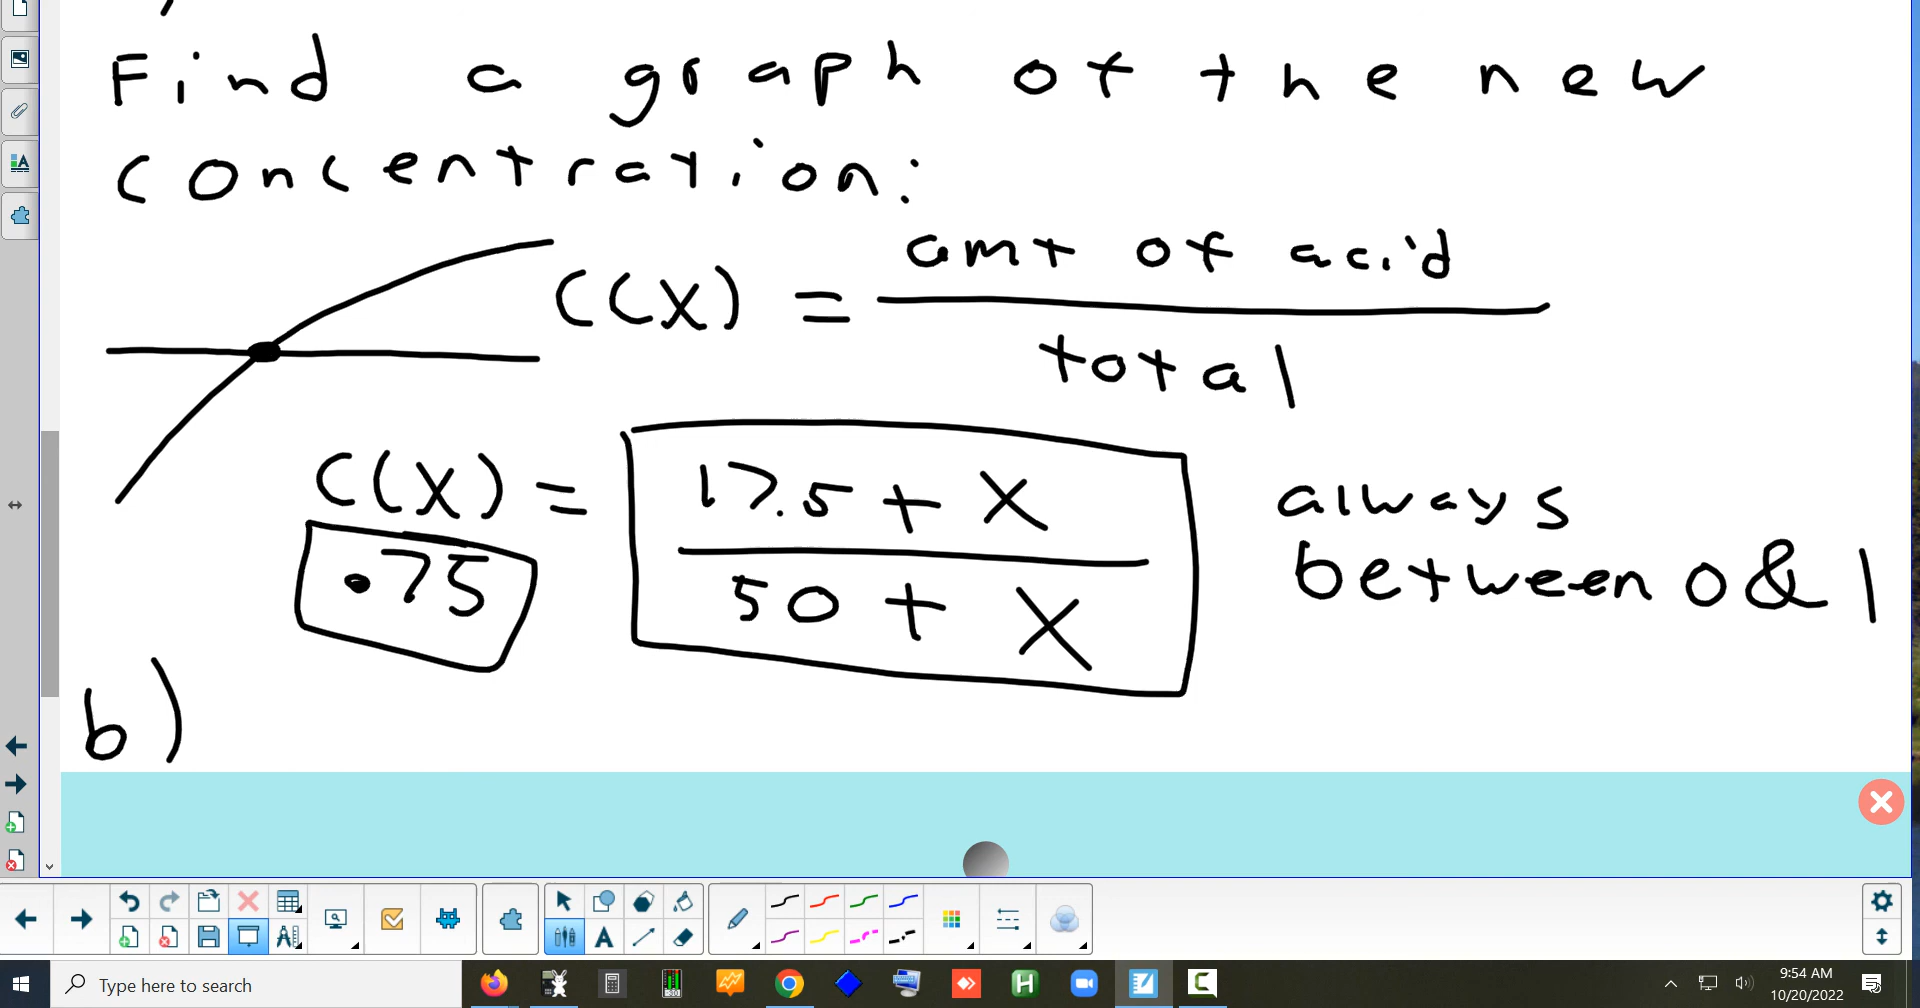 Find a graph of the new
concentration:
C(X) = amt of acid
total
C(X) = 17.5 + X
50 + X
.75
always
between 0 & 1
b)
Type here to search
9:54 AM
10/20/2022